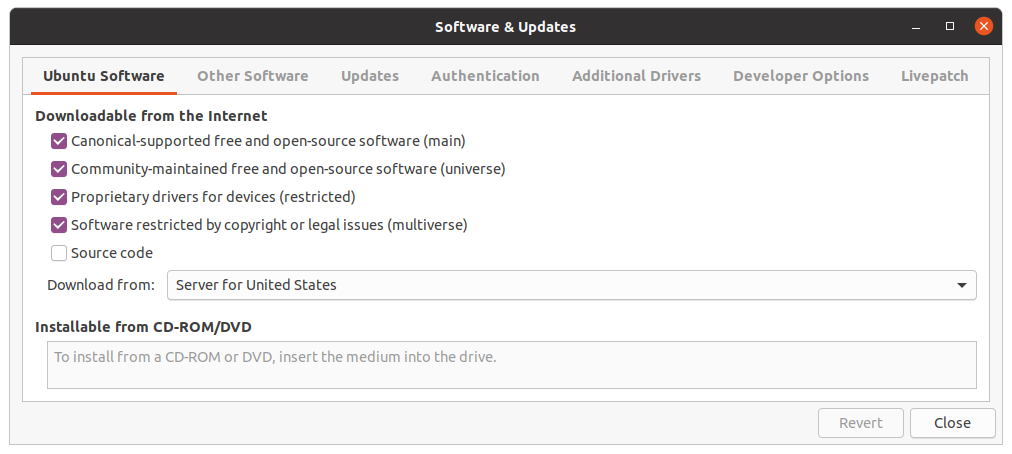 Software & Updates
Ubuntu Software Other Software Updates Authentication Additional Drivers Developer Options Livepatch
Downloadable from the Internet
Canonical-supported free and open-source software (main)
Community-maintained free and open-source software (universe)
Proprietary drivers for devices (restricted)
Software restricted by copyright or legal issues (multiverse)
Source code
Download from: Server for United States
Installable from CD-ROM/DVD
To install from a CD-ROM or DVD, insert the medium into the drive.
Revert Close